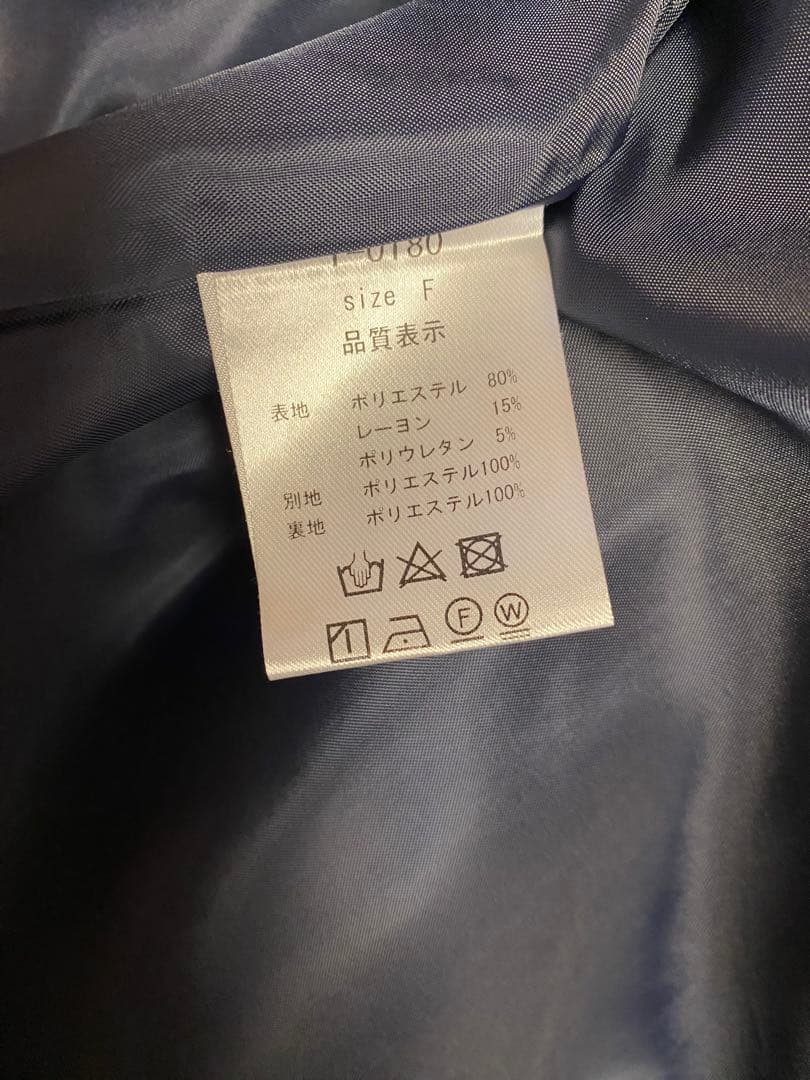 size F
品質表示
表地 ポリエステル 80%
レーヨン 15%
ポリウレタン 5%
別地 ポリエステル100%
裏地 ポリエステル100%
F W